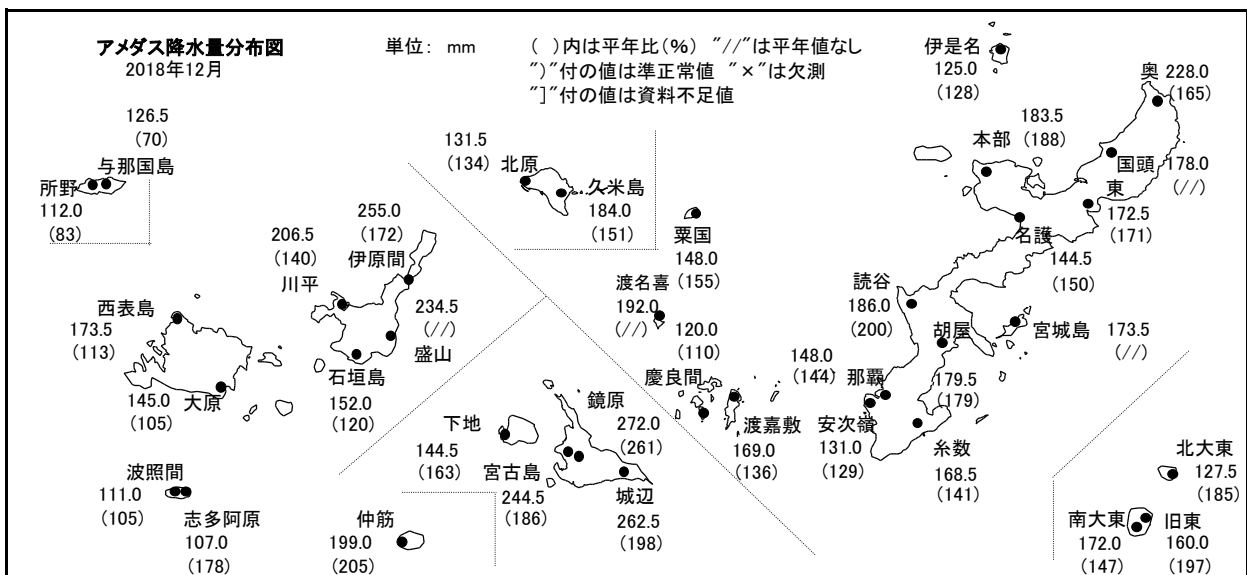 アメダス降水量分布図
2018年12月
単位: mm
( )内は平年比(%) "//"は平年値なし
")"付の値は準正常値 "×"は欠測
"]"付の値は資料不足値
126.5
(70)
与那国島
所野
112.0
(83)
255.0
(172)
伊原間
206.5
(140)
川平
234.5
(//)
盛山
石垣島
152.0
(120)
西表島
173.5
(113)
145.0
(105)
大原
波照間
111.0
(105)
志多阿原
107.0
(178)
131.5
(134)
北原
久米島
184.0
(151)
粟国
148.0
(155)
渡名喜
192.0
(//)
120.0
(110)
慶良間
渡嘉敷
169.0
(136)
下地
144.5
(163)
鏡原
272.0
(261)
宮古島
244.5
(186)
城辺
262.5
(198)
仲筋
199.0
(205)
伊是名
125.0
(128)
奥
228.0
(165)
183.5
(188)
本部
国頭
178.0
(//)
東
172.5
(171)
名護
144.5
(150)
読谷
186.0
(200)
胡屋
179.5
(179)
宮城島
173.5
(//)
148.0
(144)
那覇
安次嶺
131.0
(129)
糸数
168.5
(141)
北大東
127.5
(185)
南大東
172.0
(147)
旧東
160.0
(197)